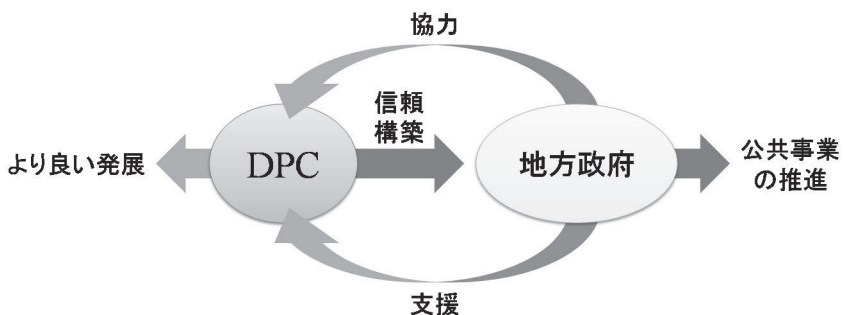 協力
信頼
構築
より良い発展
DPC
地方政府
公共事業
の推進
支援